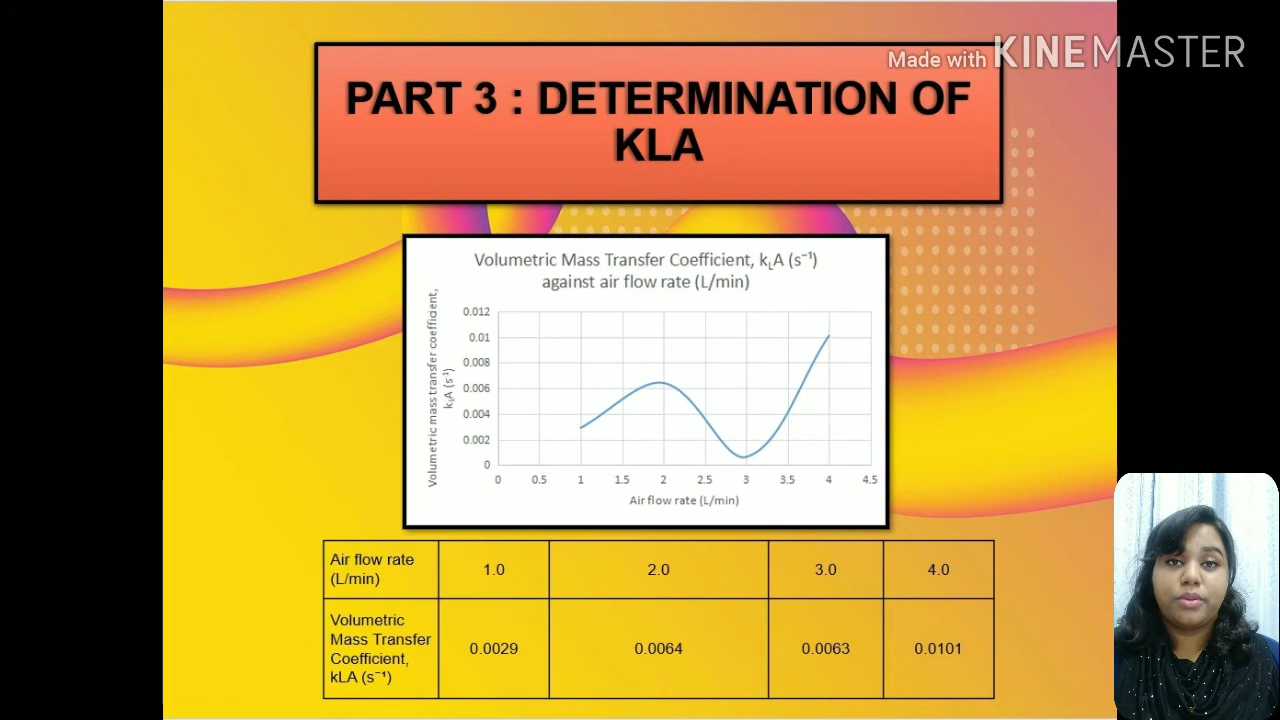 Made with KINEMASTER
PART 3 : DETERMINATION OF
KLA
Volumetric Mass Transfer Coefficient, kLA (s⁻¹)
against air flow rate (L/min)
Volumetric mass transfer coefficient,
kLA (s⁻¹)
0.012
0.01
0.008
0.006
0.004
0.002
0
0 0.5 1 1.5 2 2.5 3 3.5 4 4.5
Air flow rate (L/min)
Air flow rate
(L/min)
1.0 2.0 3.0 4.0
Volumetric
Mass Transfer
Coefficient,
kLA (s⁻¹)
0.0029 0.0064 0.0063 0.0101